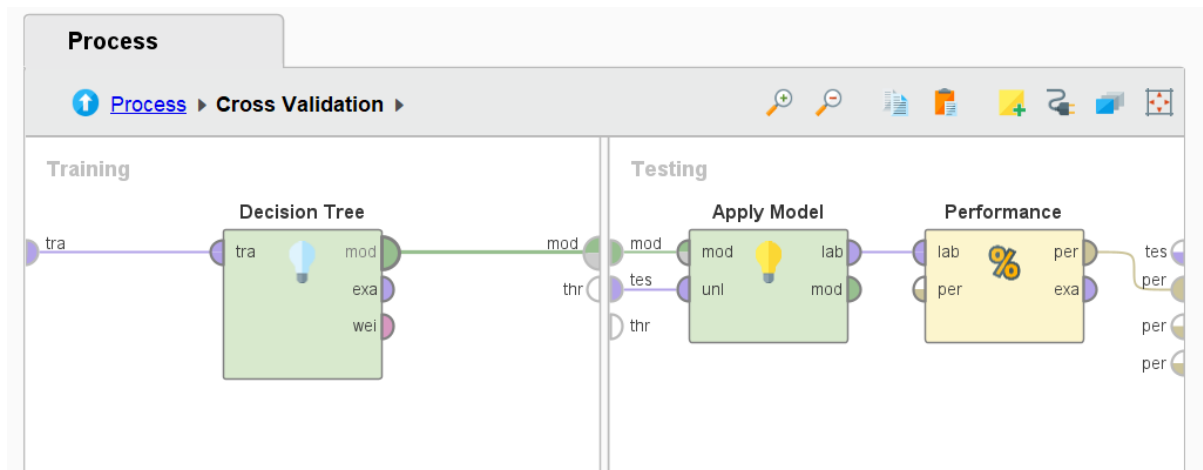 Process
Process ▸ Cross Validation ▸
Training
Decision Tree
tra
tra
mod
exa
wei
mod
thr
Testing
Apply Model
Performance
mod
tes
thr
mod
unl
lab
mod
lab
per
%
per
exa
tes
per
per
per